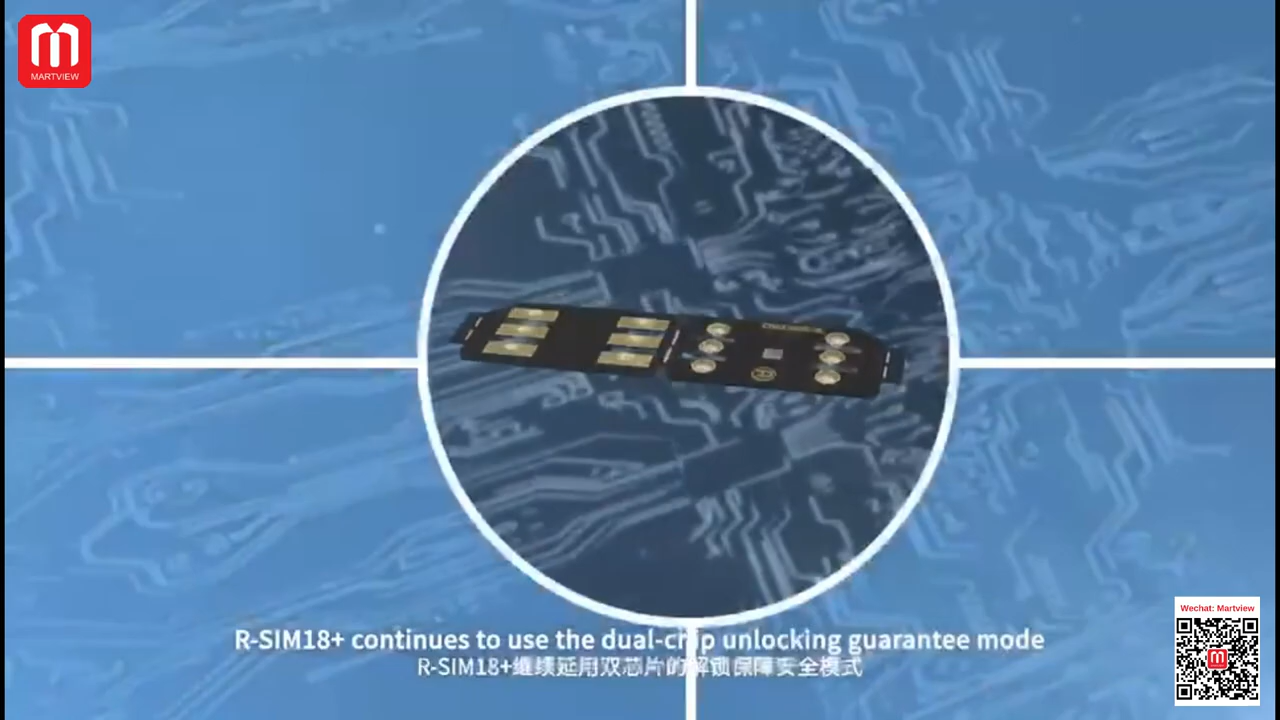 MARTVIEW
Wechat: Martview
R-SIM18+ continues to use the dual-chip unlocking guarantee mode
R-SIM18+继续延用双芯片的解锁保障安全模式